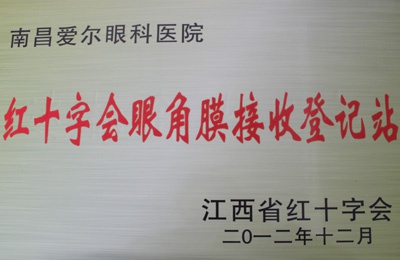 南昌爱尔眼科医院
红十字会眼角膜接收登记站
江西省红十字会
二〇一二年十二月